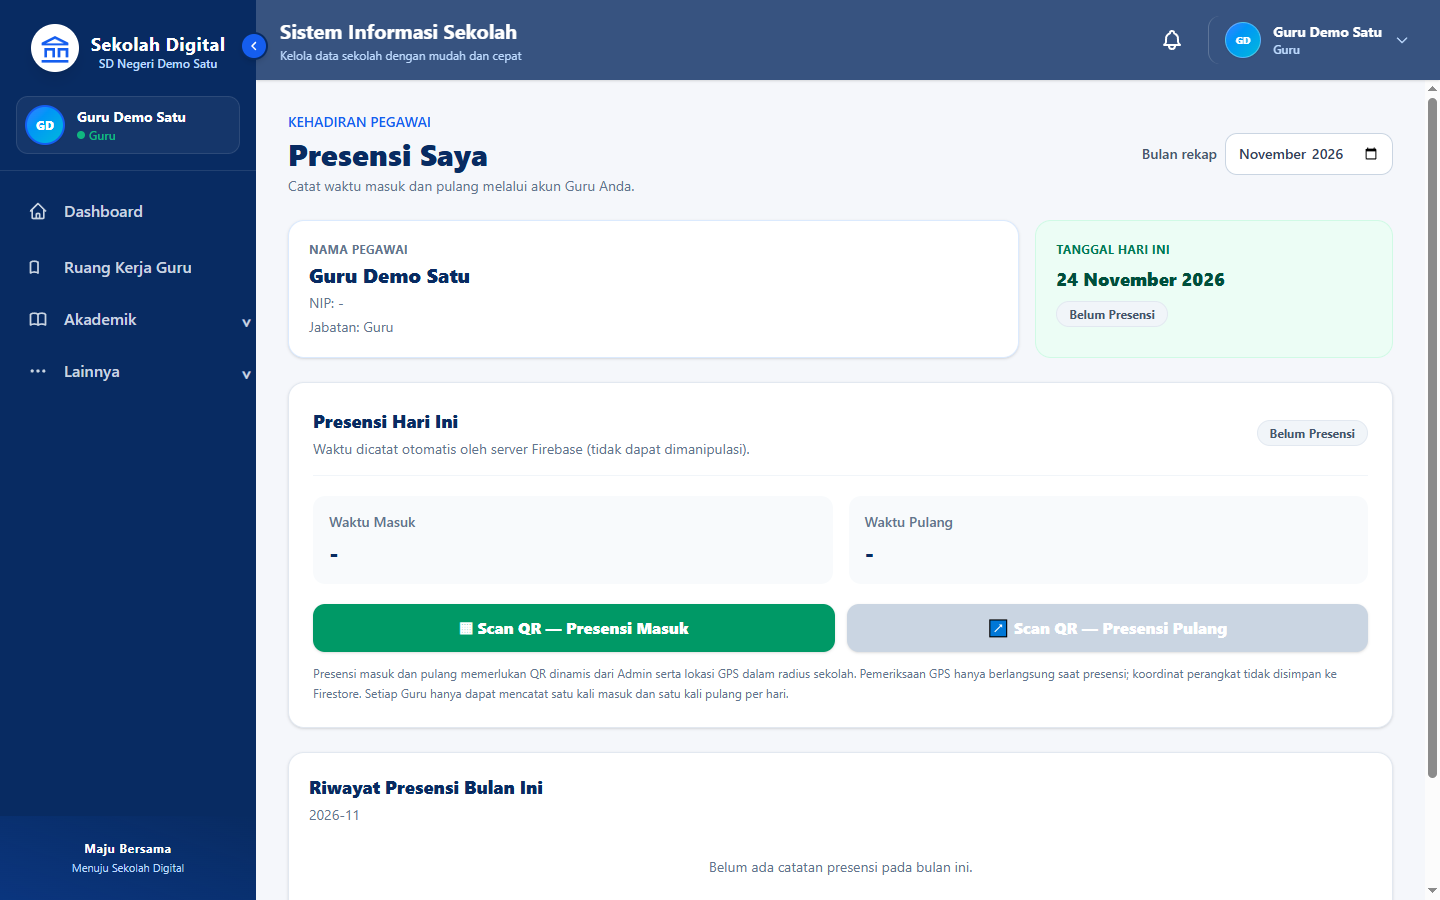 Sekolah Digital
SD Negeri Demo Satu
GD
Guru Demo Satu
Guru
Dashboard
Ruang Kerja Guru
Akademik
Lainnya
Maju Bersama
Menuju Sekolah Digital
Sistem Informasi Sekolah
Kelola data sekolah dengan mudah dan cepat
GD
Guru Demo Satu
Guru
KEHADIRAN PEGAWAI
Presensi Saya
Catat waktu masuk dan pulang melalui akun Guru Anda.
Bulan rekap
November 2026
NAMA PEGAWAI
Guru Demo Satu
NIP: -
Jabatan: Guru
TANGGAL HARI INI
24 November 2026
Belum Presensi
Presensi Hari Ini
Waktu dicatat otomatis oleh server Firebase (tidak dapat dimanipulasi).
Belum Presensi
Waktu Masuk
-
Waktu Pulang
-
Scan QR — Presensi Masuk
Scan QR — Presensi Pulang
Presensi masuk dan pulang memerlukan QR dinamis dari Admin serta lokasi GPS dalam radius sekolah. Pemeriksaan GPS hanya berlangsung saat presensi; koordinat perangkat tidak disimpan ke
Firestore. Setiap Guru hanya dapat mencatat satu kali masuk dan satu kali pulang per hari.
Riwayat Presensi Bulan Ini
2026-11
Belum ada catatan presensi pada bulan ini.